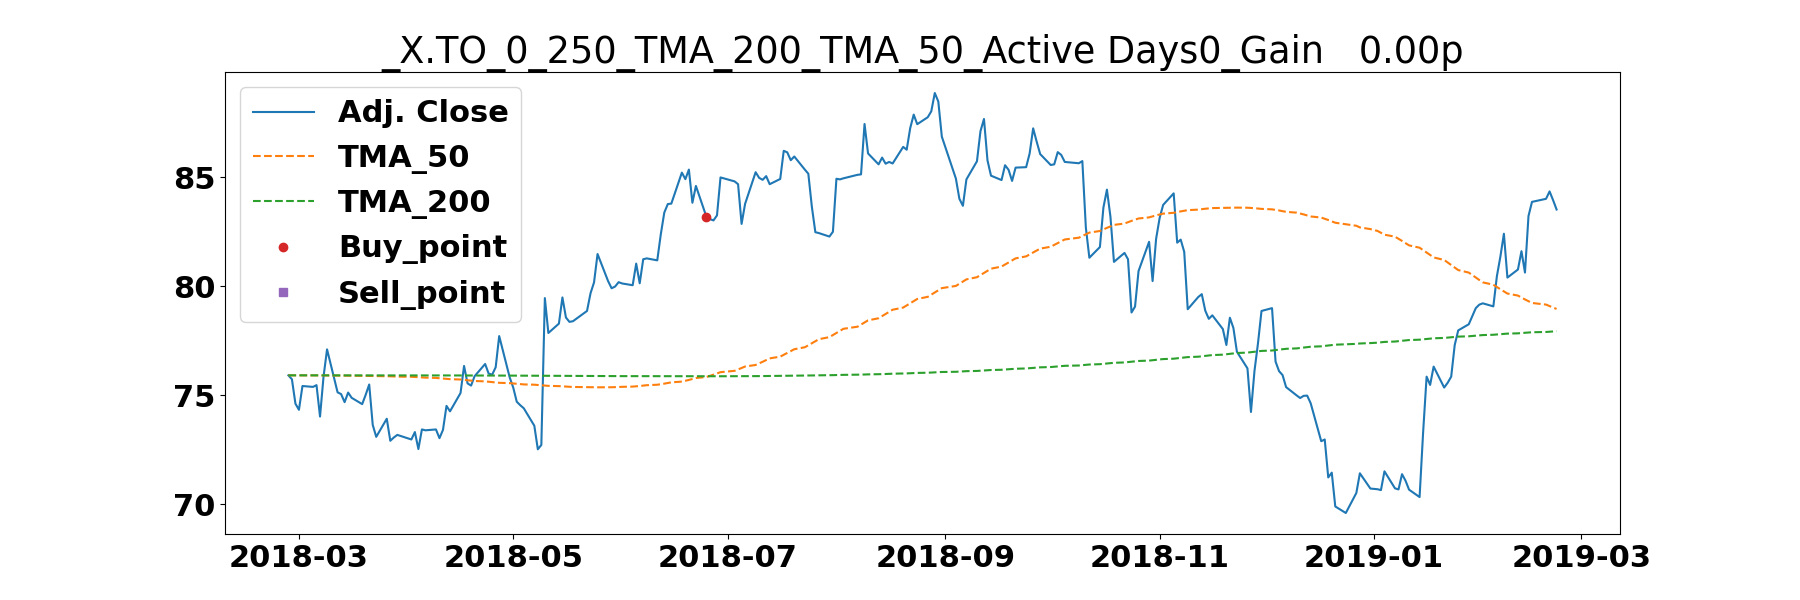 _X.TO_0_250_TMA_200_TMA_50_Active Days0_Gain   0.00p
Adj. Close
TMA_50
TMA_200
Buy_point
Sell_point
85
80
75
70
2018-03 2018-05 2018-07 2018-09 2018-11 2019-01 2019-03